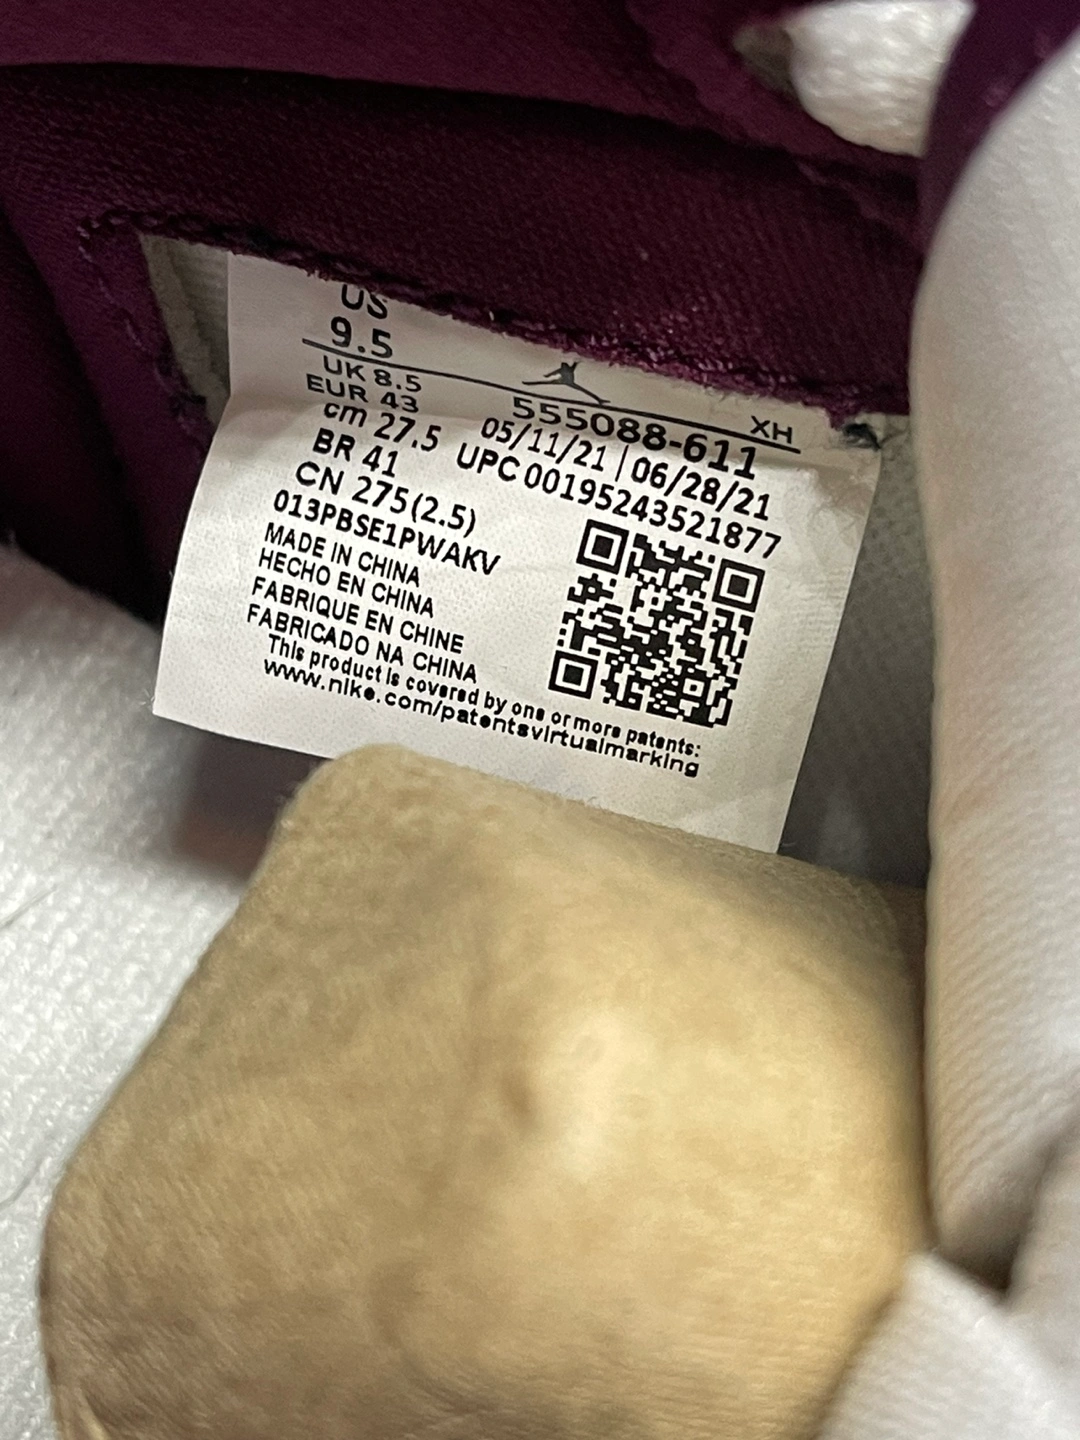 US
9.5
UK 8.5
EUR 43
cm 27.5
BR 41
CN 275(2.5)
XH
555088-611
05/11/21 | 06/28/21
UPC 00195243521877
013PBSE1PWAKV
MADE IN CHINA
HECHO EN CHINA
FABRIQUE EN CHINE
FABRICADO NA CHINA
This product is covered by one or more patents:
www.nike.com/patentsvirtualmarking